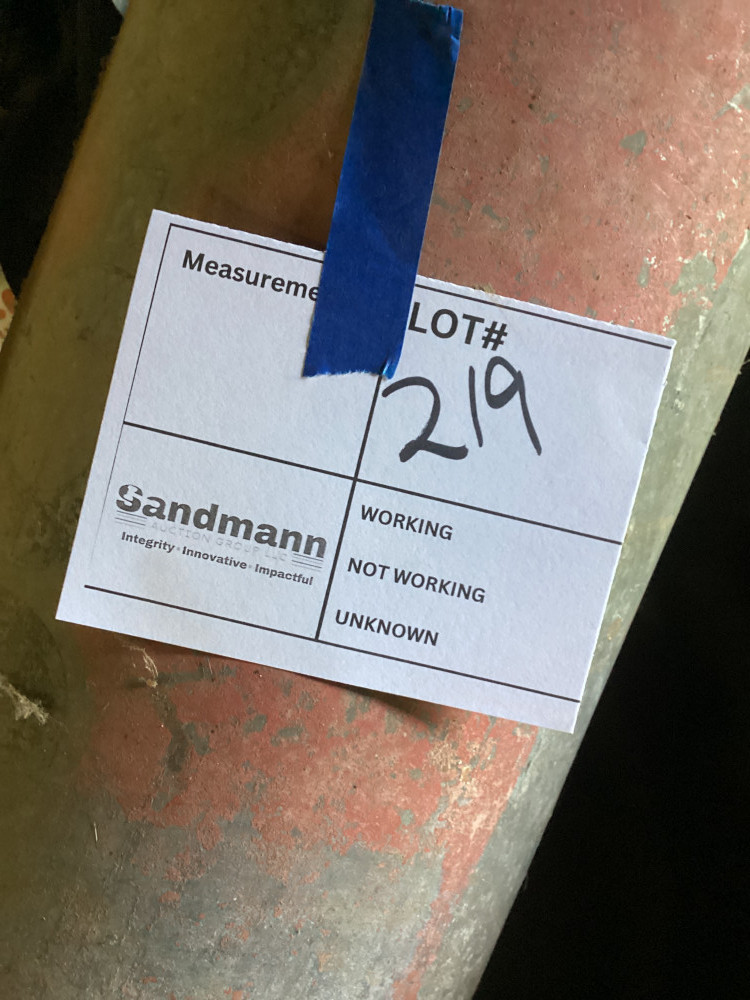 Measureme
LOT#
219
Sandmann
AUCTION GROUP LLC
Integrity • Innovative • Impactful
WORKING
NOT WORKING
UNKNOWN